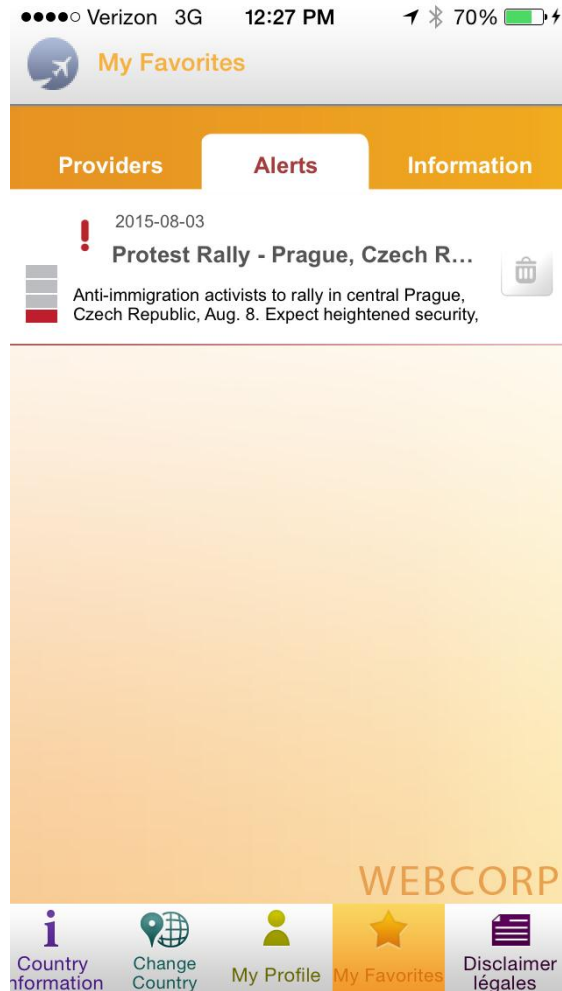 Verizon 3G 12:27 PM 70%
My Favorites
Providers Alerts Information
2015-08-03
Protest Rally - Prague, Czech R...
Anti-immigration activists to rally in central Prague,
Czech Republic, Aug. 8. Expect heightened security,
WEBCORP
Country Change My Profile My Favorites Disclaimer
nformation Country légales